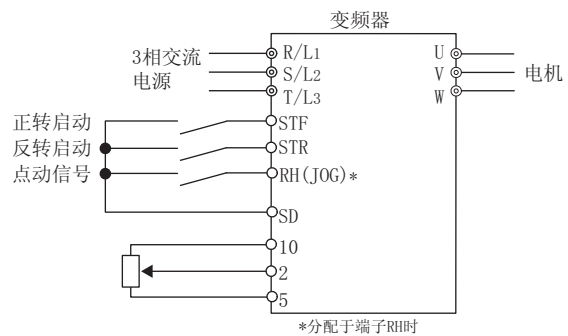 变频器
3相交流
电源
R/L1
S/L2
T/L3
U
V
W
电机
正转启动
反转启动
点动信号
STF
STR
RH(JOG)*
SD
10
2
5
*分配于端子RH时